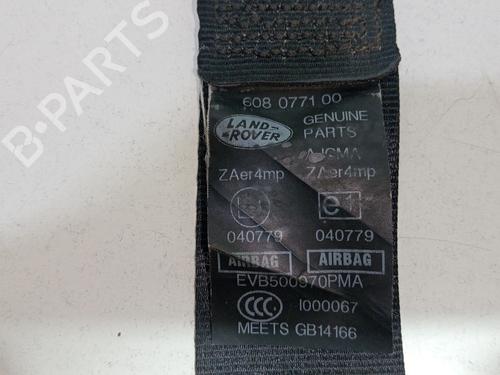 608 0771 00
LAND-
ROVER
GENUINE
PARTS
ZAer4mp ZAer4mp
e1
040779 040779
AIRBAG AIRBAG
EVB500970PMA
CCC I000067
MEETS GB14166
B-PARTS